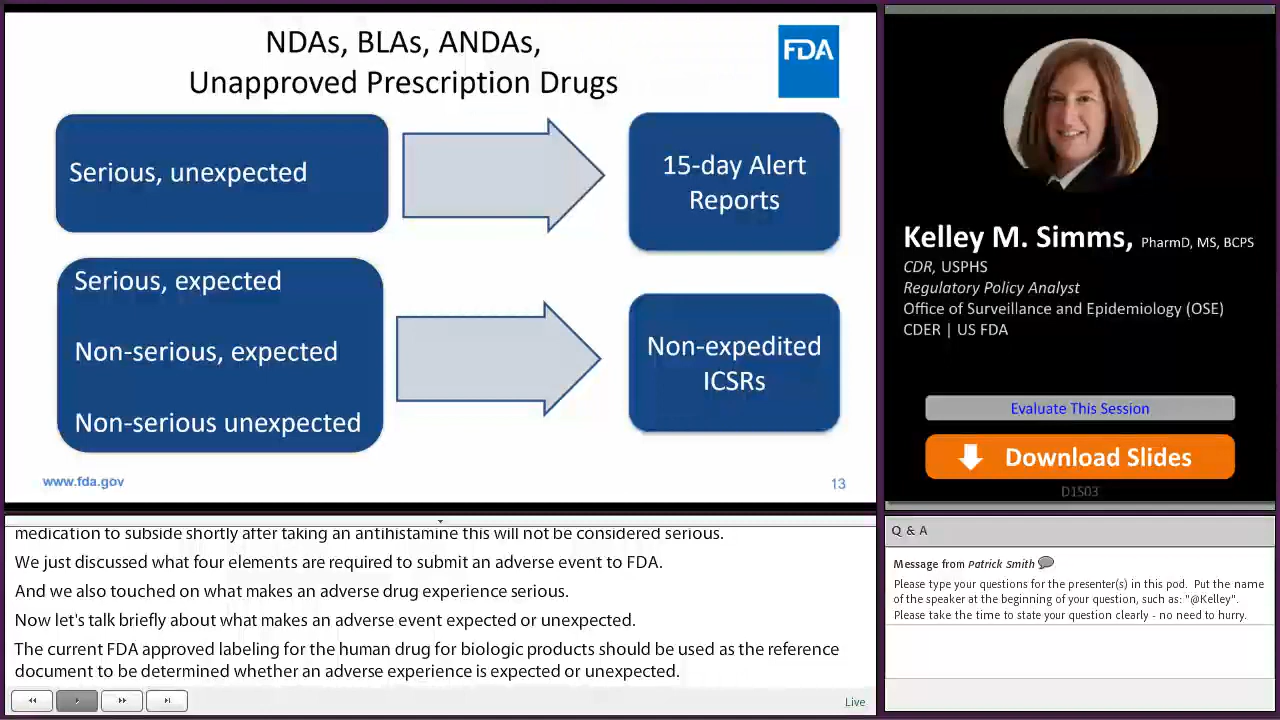 NDAs, BLAs, ANDAs,
Unapproved Prescription Drugs
FDA
Serious, unexpected
15-day Alert
Reports
Serious, expected
Non-serious, expected
Non-serious unexpected
Non-expedited
ICSRs
www.fda.gov
13
Kelley M. Simms, PharmD, MS, BCPS
CDR, USPHS
Regulatory Policy Analyst
Office of Surveillance and Epidemiology (OSE)
CDER | US FDA
Evaluate This Session
Download Slides
D1S03
medication to subside shortly after taking an antihistamine this will not be considered serious.
We just discussed what four elements are required to submit an adverse event to FDA.
And we also touched on what makes an adverse drug experience serious.
Now let's talk briefly about what makes an adverse event expected or unexpected.
The current FDA approved labeling for the human drug for biologic products should be used as the reference
document to be determined whether an adverse experience is expected or unexpected.
Live
Q & A
Message from Patrick Smith
Please type your questions for the presenter(s) in this pod. Put the name
of the speaker at the beginning of your question, such as: "@Kelley".
Please take the time to state your question clearly - no need to hurry.